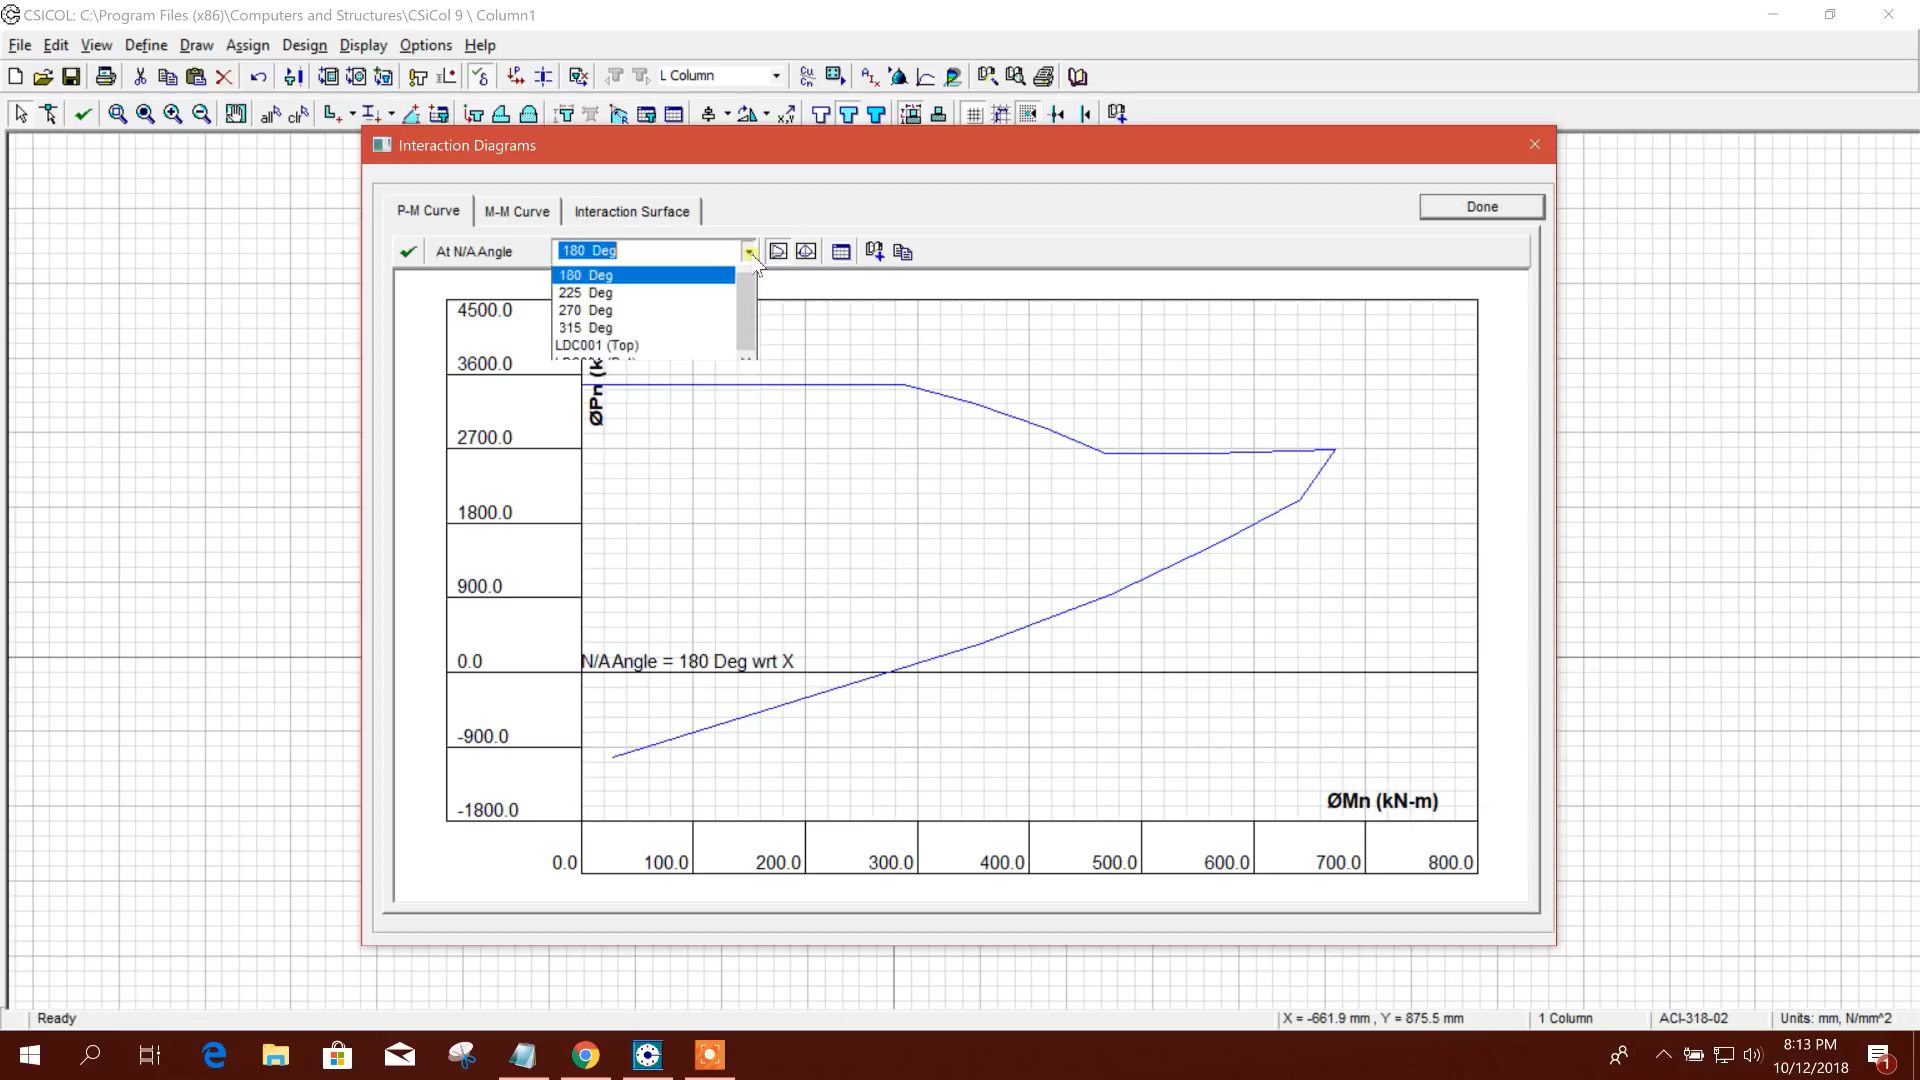 CSICOL: C:\Program Files (x86)\Computers and Structures\CSiCol 9 \ Column1
File Edit View Define Draw Assign Design Display Options Help
L Column
Interaction Diagrams
P-M Curve M-M Curve Interaction Surface Done
At N/A Angle 180 Deg
180 Deg
225 Deg
270 Deg
315 Deg
LDC001 (Top)
4500.0
3600.0
2700.0
1800.0
900.0
0.0
-900.0
-1800.0
N/A Angle = 180 Deg wrt X
ØMn (kN-m)
0.0 100.0 200.0 300.0 400.0 500.0 600.0 700.0 800.0
Ready X = -661.9 mm , Y = 875.5 mm 1 Column ACI-318-02 Units: mm, N/mm^2
8:13 PM
10/12/2018
1